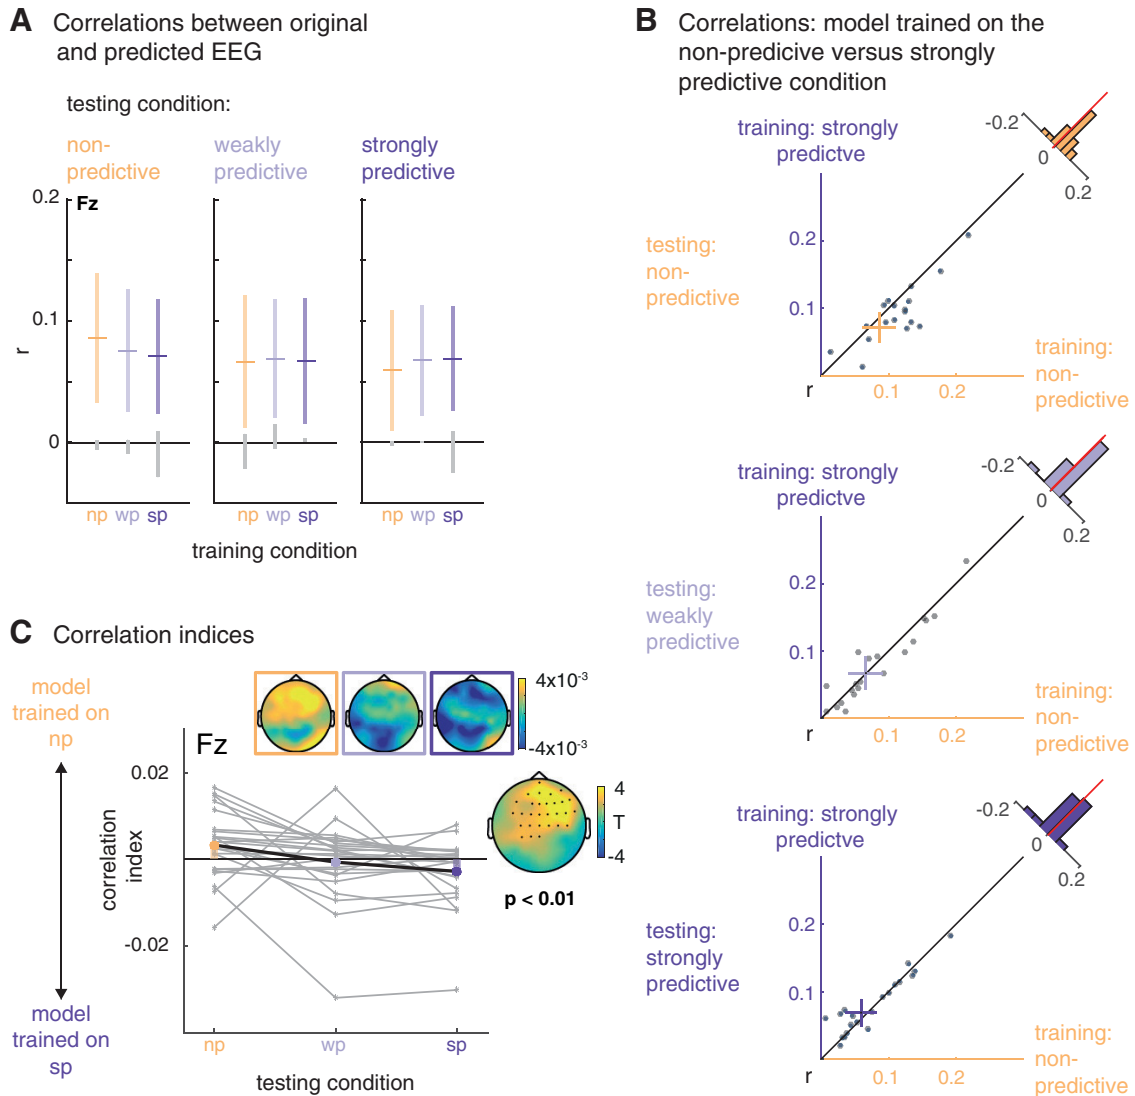 A Correlations between original
and predicted EEG
testing condition:
non-
predictive
weakly
predictive
strongly
predictive
Fz
0.2
0.1
0
r
np wp sp
np wp sp
np wp sp
training condition
B Correlations: model trained on the
non-predicive versus strongly
predictive condition
training: strongly
predictve
-0.2
0
0.2
testing:
non-
predictive
0.2
0.1
r
0.1
0.2
training:
non-
predictive
training: strongly
predictve
-0.2
0
0.2
testing:
weakly
predictive
0.2
0.1
r
0.1
0.2
training:
non-
predictive
training: strongly
predictve
-0.2
0
0.2
testing:
strongly
predictive
0.2
0.1
r
0.1
0.2
training:
non-
predictive
C Correlation indices
model
trained on
np
model
trained on
sp
Fz
4x10-3
-4x10-3
0.02
-0.02
correlation
index
4
T
-4
p < 0.01
np
wp
sp
testing condition